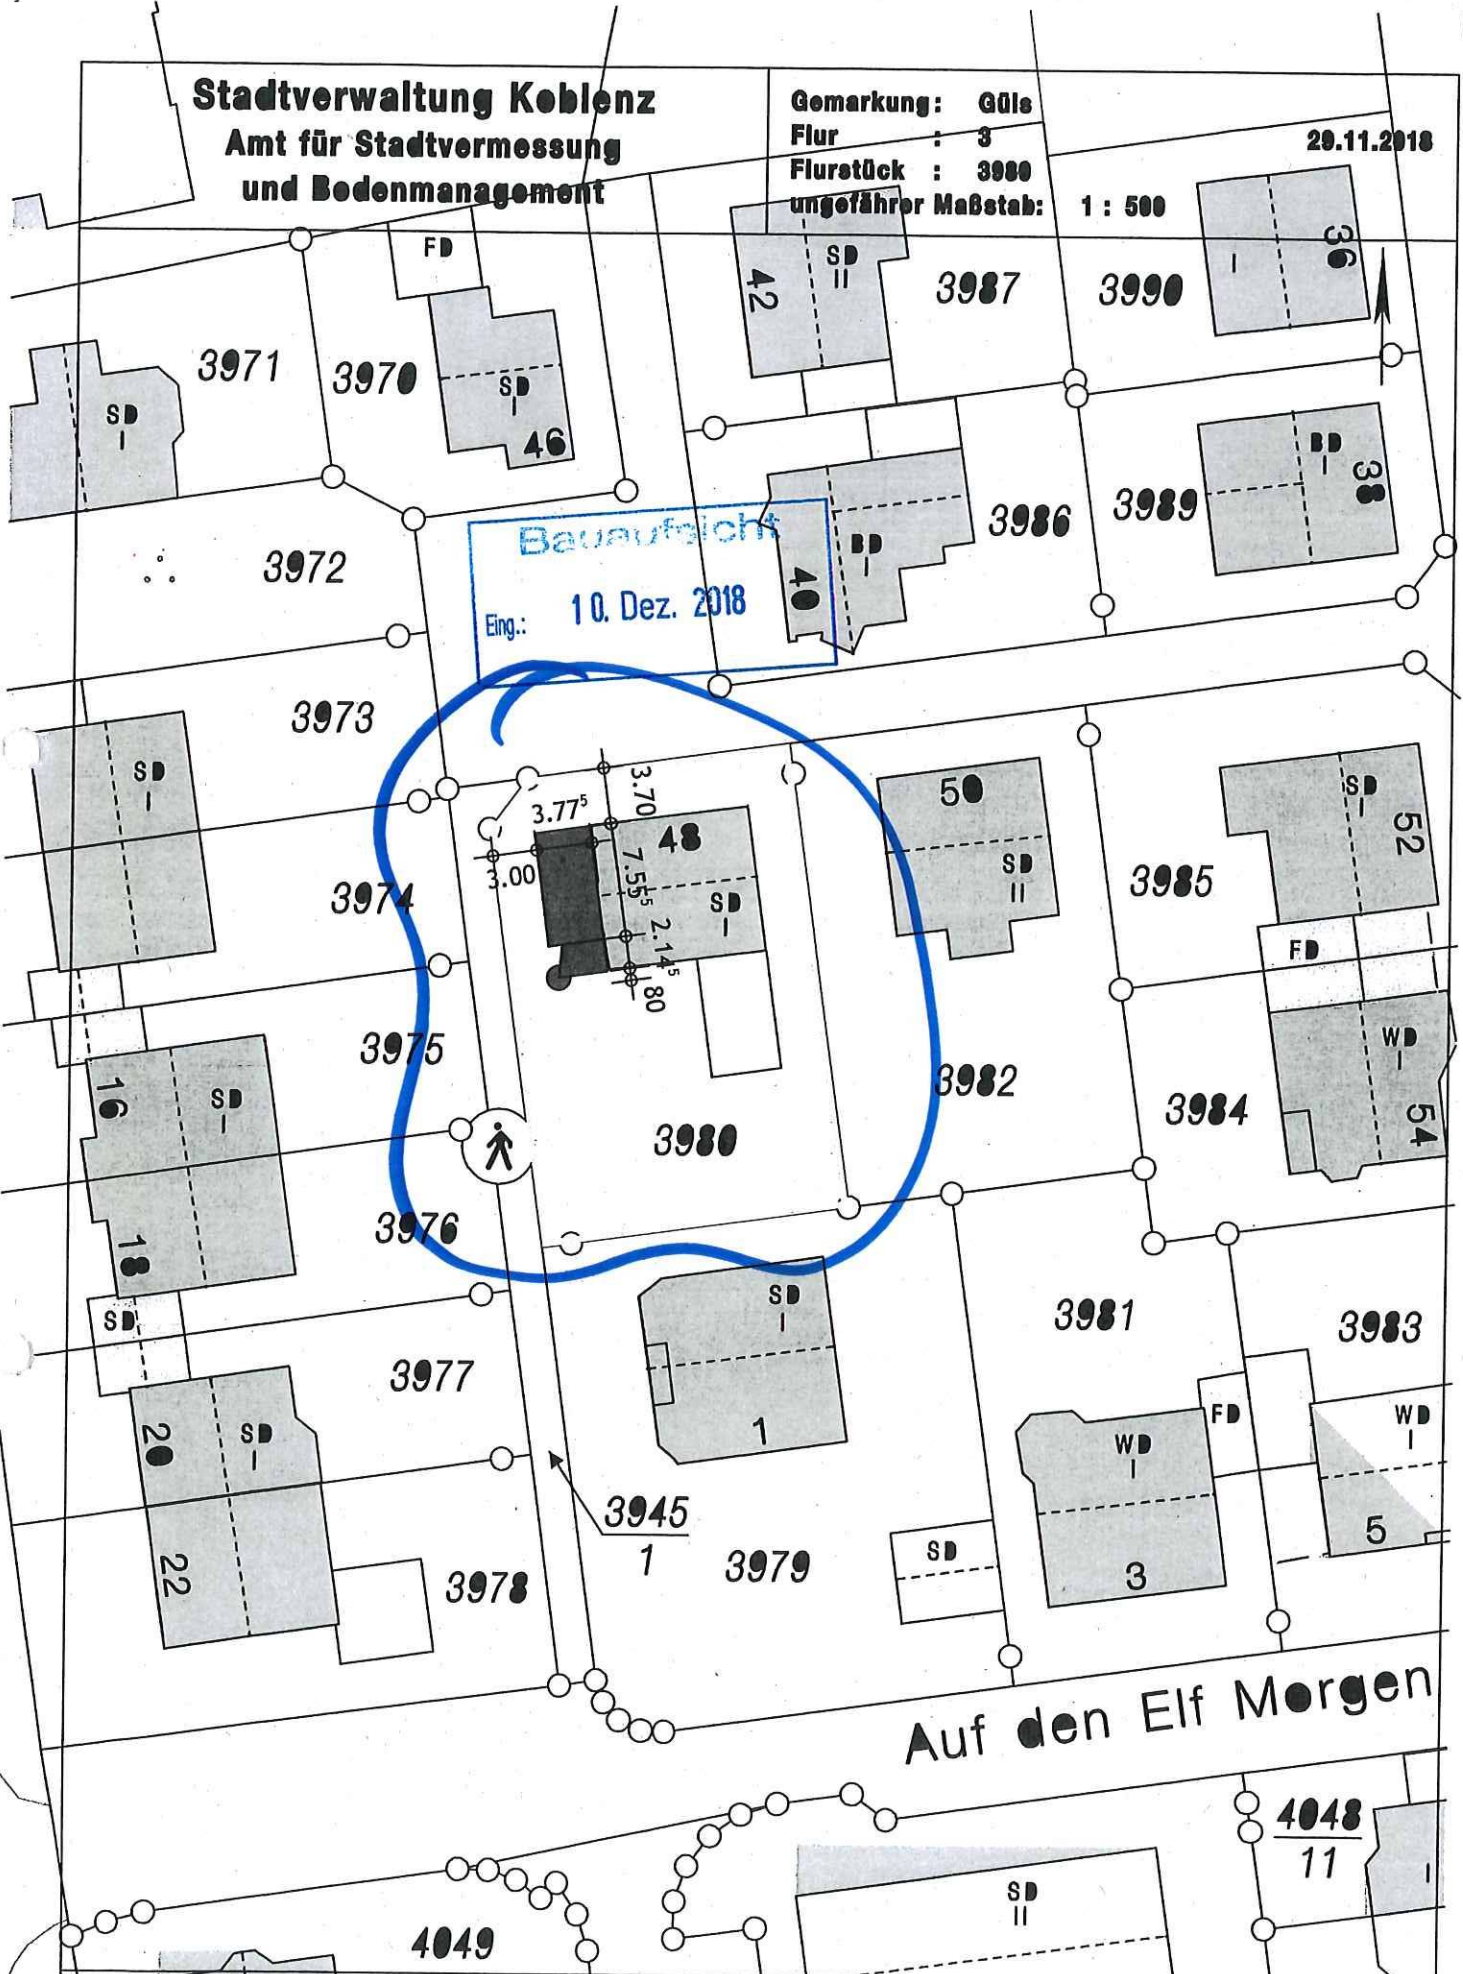 Stadtverwaltung Koblenz
Amt für Stadtvermessung
und Bodenmanagement
Gemarkung: Güls
Flur : 3
Flurstück : 3980
ungefährer Maßstab: 1 : 500
29.11.2018
FD
SD
II
42
3987
3990
I
36
3971
3970
SD
I
46
SD
I
BD
I
38
3989
3986
BD
I
40
3972
Bauaufsicht
Eing.: 10. Dez. 2018
3973
SD
I
3.70
3.77⁵
48
3.00
7.55⁵
SD
I
2.14⁵
80
50
SD
II
SD
I
52
3985
3974
FD
3975
WD
I
54
3982
3984
16
SD
I
3980
3976
18
SD
SD
I
1
3981
3983
3977
20
SD
I
FD
WD
I
WD
I
3945
1
5
3
SD
3979
22
3978
Auf den Elf Morgen
4048
11
I
SD
II
4049